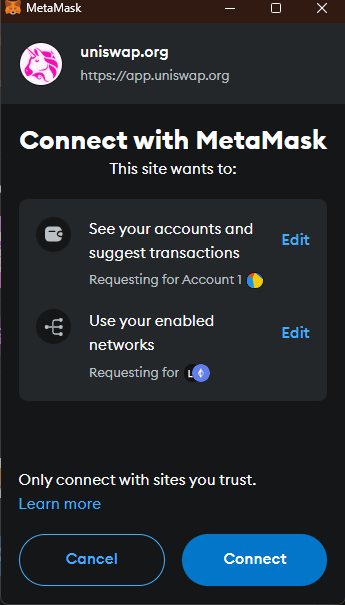 MetaMask
uniswap.org
https://app.uniswap.org
Connect with MetaMask
This site wants to:
See your accounts and
suggest transactions
Edit
Requesting for Account 1
Use your enabled
networks
Edit
Requesting for
Only connect with sites you trust.
Learn more
Cancel
Connect